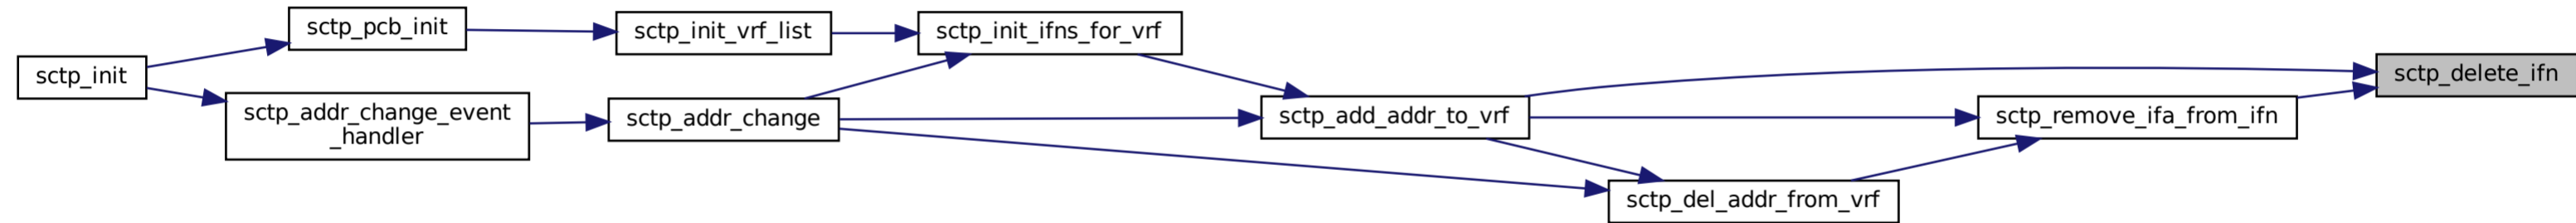 sctp_init
sctp_pcb_init
sctp_addr_change_event
_handler
sctp_init_vrf_list
sctp_addr_change
sctp_init_ifns_for_vrf
sctp_add_addr_to_vrf
sctp_del_addr_from_vrf
sctp_remove_ifa_from_ifn
sctp_delete_ifn